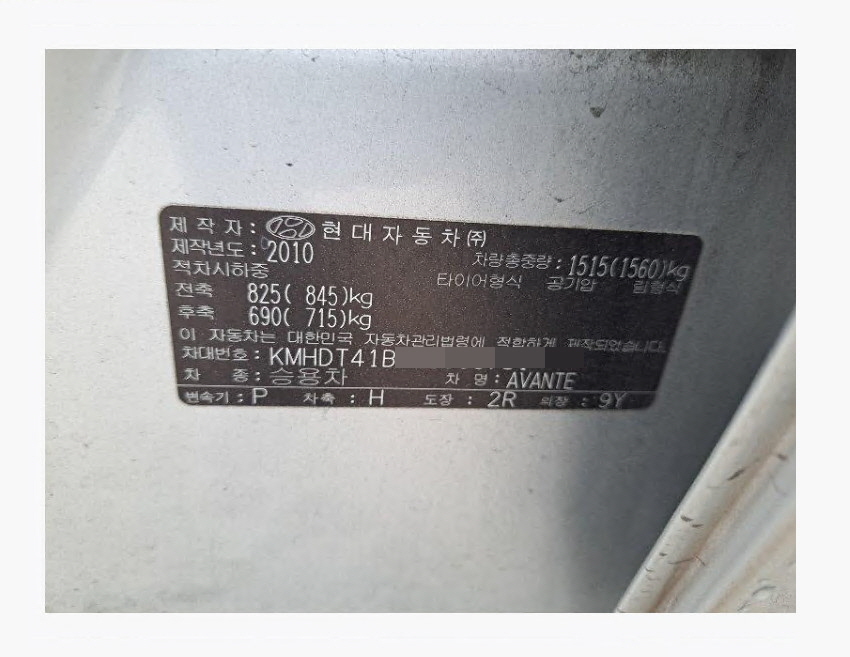 제작자: 현대자동차㈜
제작년도: 2010
차량총중량: 1515(1560)kg
적차시하중
타이어형식 공기압 림형식
전축 825( 845)kg
후축 690( 715)kg
이 자동차는 대한민국 자동차관리법령에 적합하게 제작되었습니다.
차대번호: KMHDT41B
차 종: 승용차 차 명: AVANTE
변속기: P 차축: H 도장: 2R 외장: 9Y